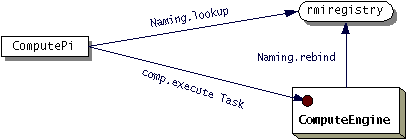 Naming.lookup
rmiregistry
ComputePi
Naming.rebind
comp.execute Task
ComputeEngine